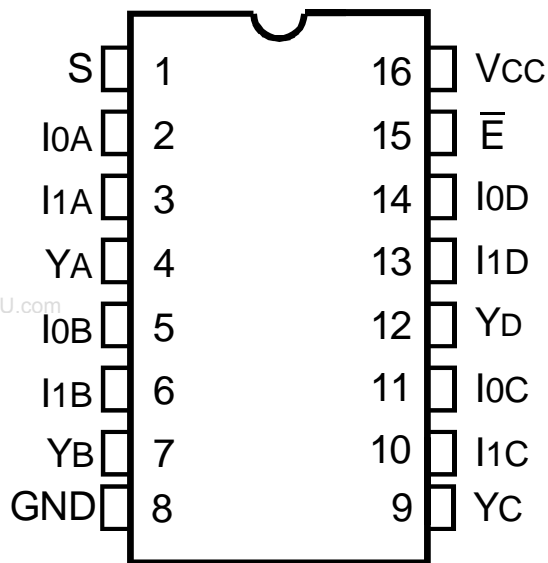 S 1 16 VCC
I0A 2 15 E̅
I1A 3 14 I0D
YA 4 13 I1D
U.com
I0B 5 12 YD
I1B 6 11 I0C
YB 7 10 I1C
GND 8 9 YC